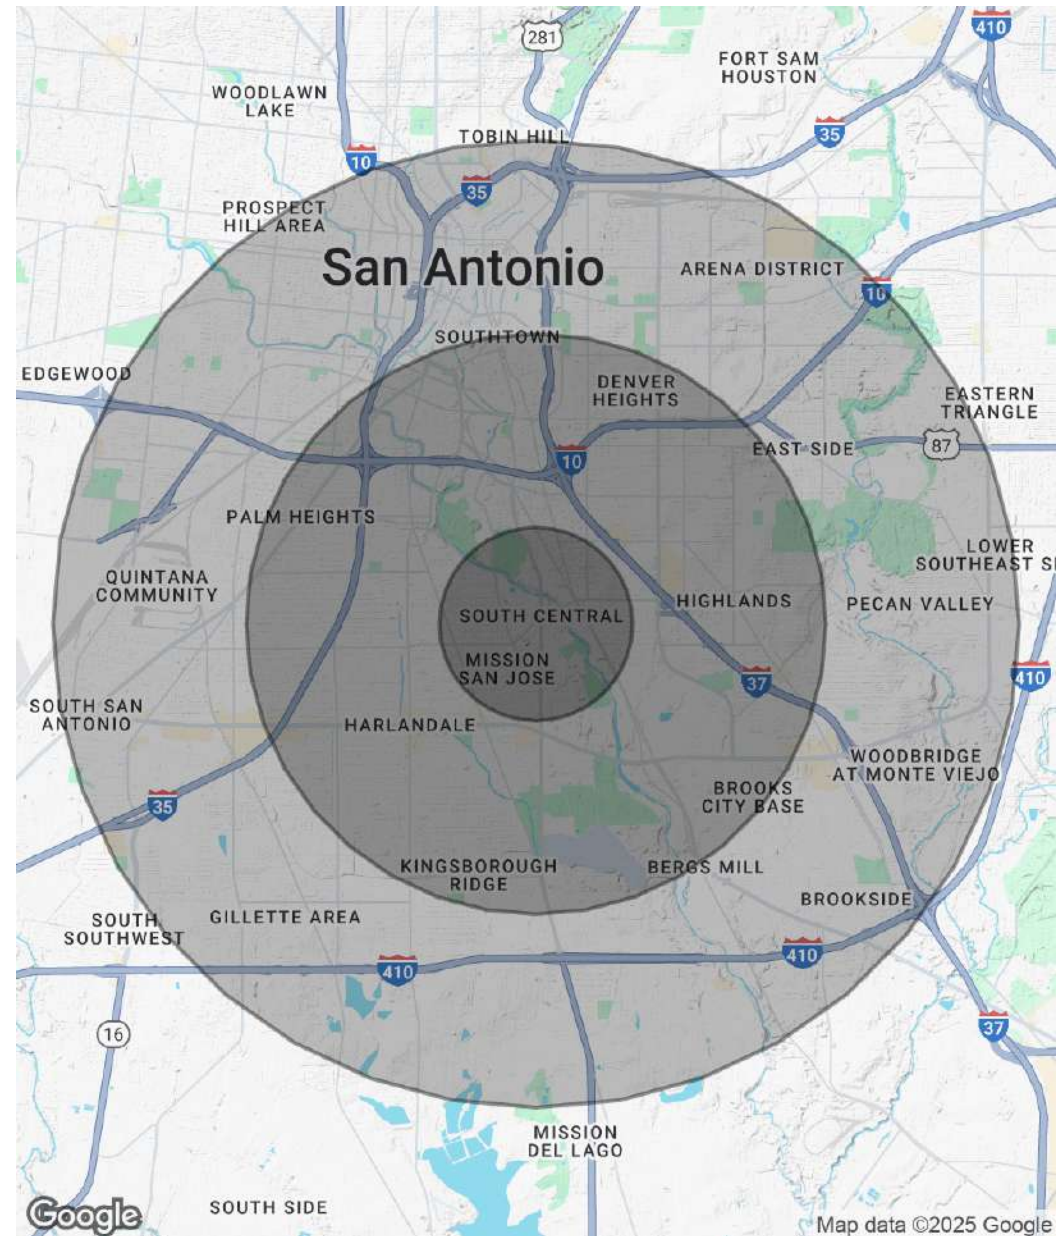 281
410
FORT SAM
HOUSTON
WOODLAWN
LAKE
35
TOBIN HILL
10
35
PROSPECT
HILL AREA
San Antonio
ARENA DISTRICT
10
SOUTHTOWN
EDGEWOOD
DENVER
HEIGHTS
EASTERN
TRIANGLE
EAST SIDE
87
10
PALM HEIGHTS
LOWER
SOUTHEAST SI
QUINTANA
COMMUNITY
HIGHLANDS
PECAN VALLEY
SOUTH CENTRAL
MISSION
SAN JOSE
410
37
SOUTH SAN
ANTONIO
HARLANDALE
WOODBRIDGE
AT MONTE VIEJO
BROOKS
CITY BASE
35
KINGSBOROUGH
RIDGE
BERGS MILL
BROOKSIDE
SOUTH
SOUTHWEST
GILLETTE AREA
410
410
16
37
MISSION
DEL LAGO
SOUTH SIDE
Google
Map data ©2025 Google